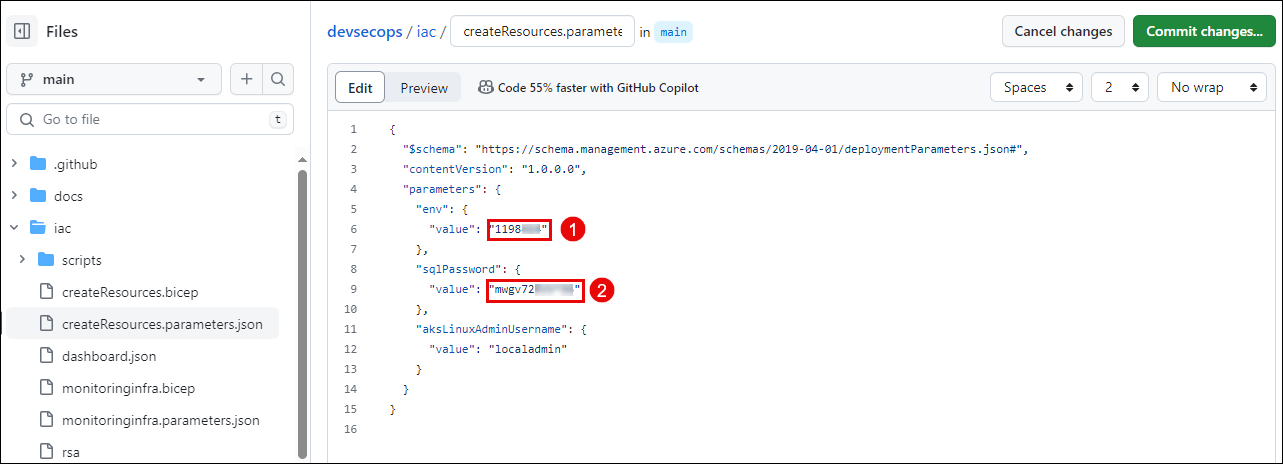 Files
devsecops / iac / createResources.paramete in main
Cancel changes
Commit changes...
main
Go to file
t
.github
docs
iac
scripts
createResources.bicep
createResources.parameters.json
dashboard.json
monitoringinfra.bicep
monitoringinfra.parameters.json
rsa
Edit
Preview
Code 55% faster with GitHub Copilot
Spaces
2
No wrap
1 {
2 "$schema": "https://schema.management.azure.com/schemas/2019-04-01/deploymentParameters.json#",
3 "contentVersion": "1.0.0.0",
4 "parameters": {
5 "env": {
6 "value": "1198 " 1
7 },
8 "sqlPassword": {
9 "value": "mwgv72 " 2
10 },
11 "aksLinuxAdminUsername": {
12 "value": "localadmin"
13 }
14 }
15 }
16